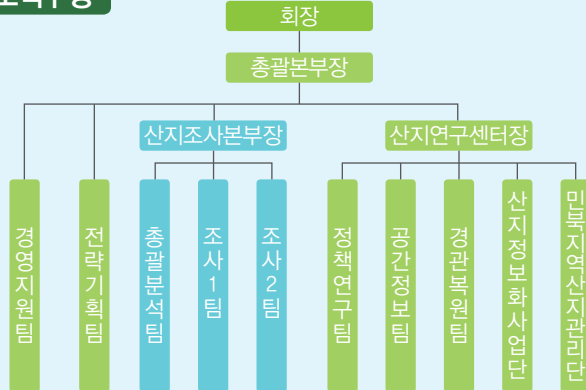 회장
총괄본부장
산지조사본부장
산지연구센터장
경영지원팀
전략기획팀
총괄분석팀
조사1팀
조사2팀
정책연구팀
공간정보팀
경관복원팀
산지정보화사업단
민북지역산지관리단